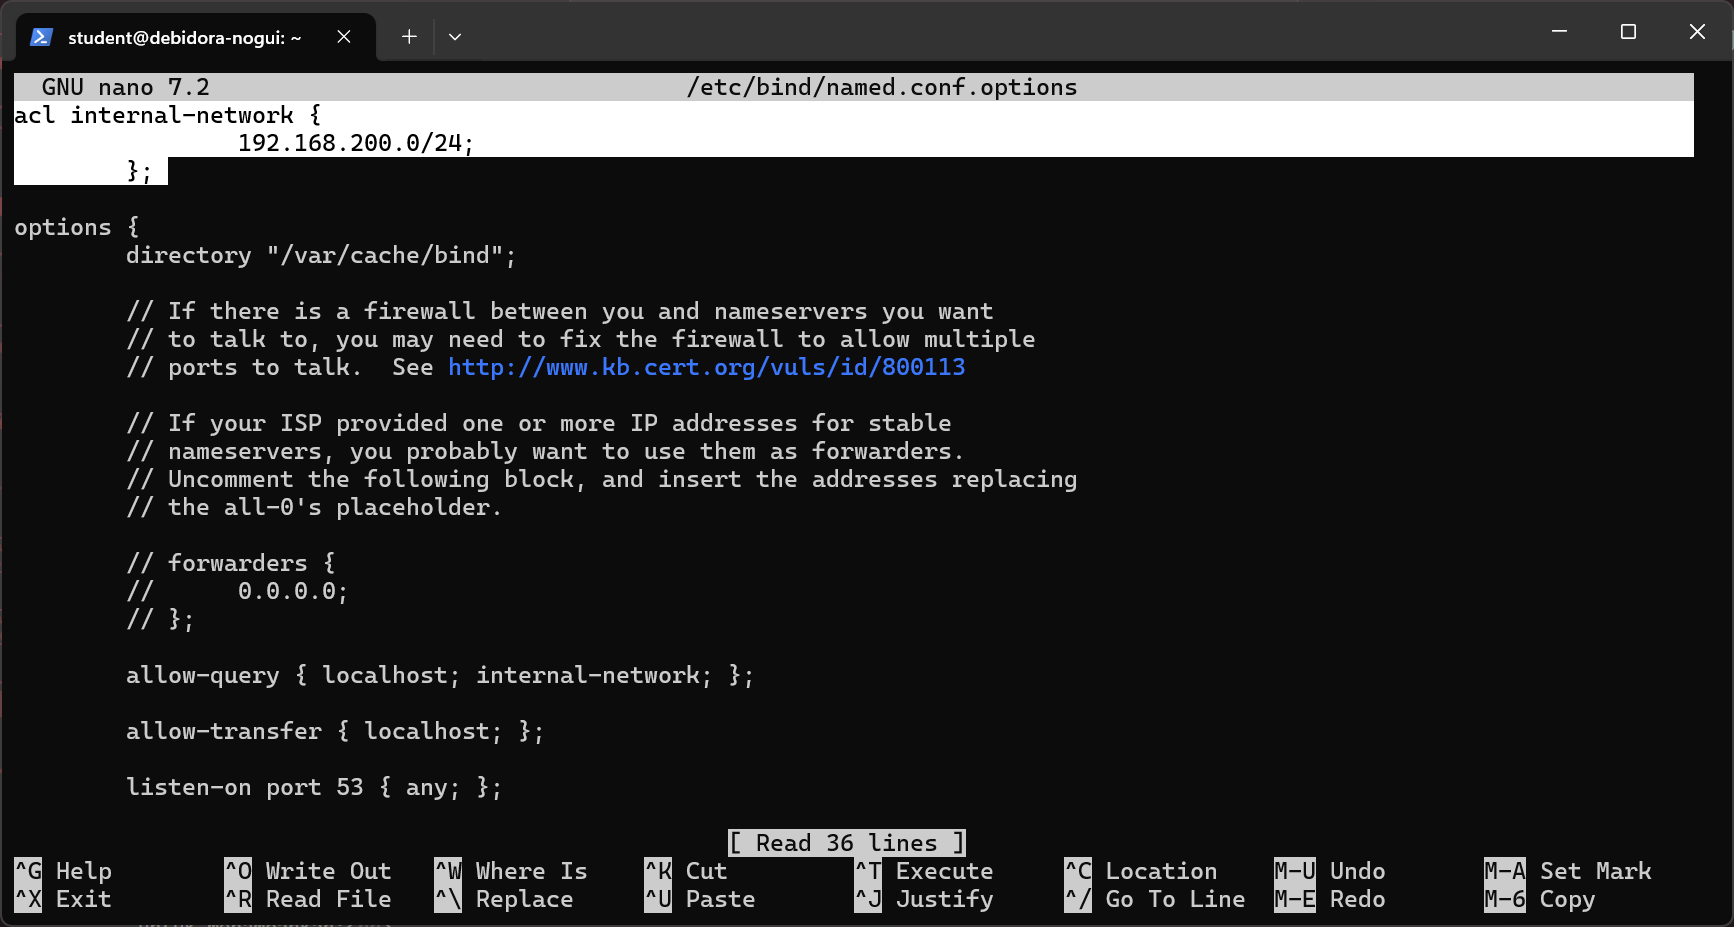 student@debidora-nogui: ~
GNU nano 7.2 /etc/bind/named.conf.options
acl internal-network {
192.168.200.0/24;
};
options {
directory "/var/cache/bind";
// If there is a firewall between you and nameservers you want
// to talk to, you may need to fix the firewall to allow multiple
// ports to talk.  See http://www.kb.cert.org/vuls/id/800113
// If your ISP provided one or more IP addresses for stable
// nameservers, you probably want to use them as forwarders.
// Uncomment the following block, and insert the addresses replacing
// the all-0's placeholder.
// forwarders {
//      0.0.0.0;
// };
allow-query { localhost; internal-network; };
allow-transfer { localhost; };
listen-on port 53 { any; };
[ Read 36 lines ]
^G Help ^O Write Out ^W Where Is ^K Cut ^T Execute ^C Location M-U Undo M-A Set Mark
^X Exit ^R Read File ^\ Replace ^U Paste ^J Justify ^/ Go To Line M-E Redo M-6 Copy